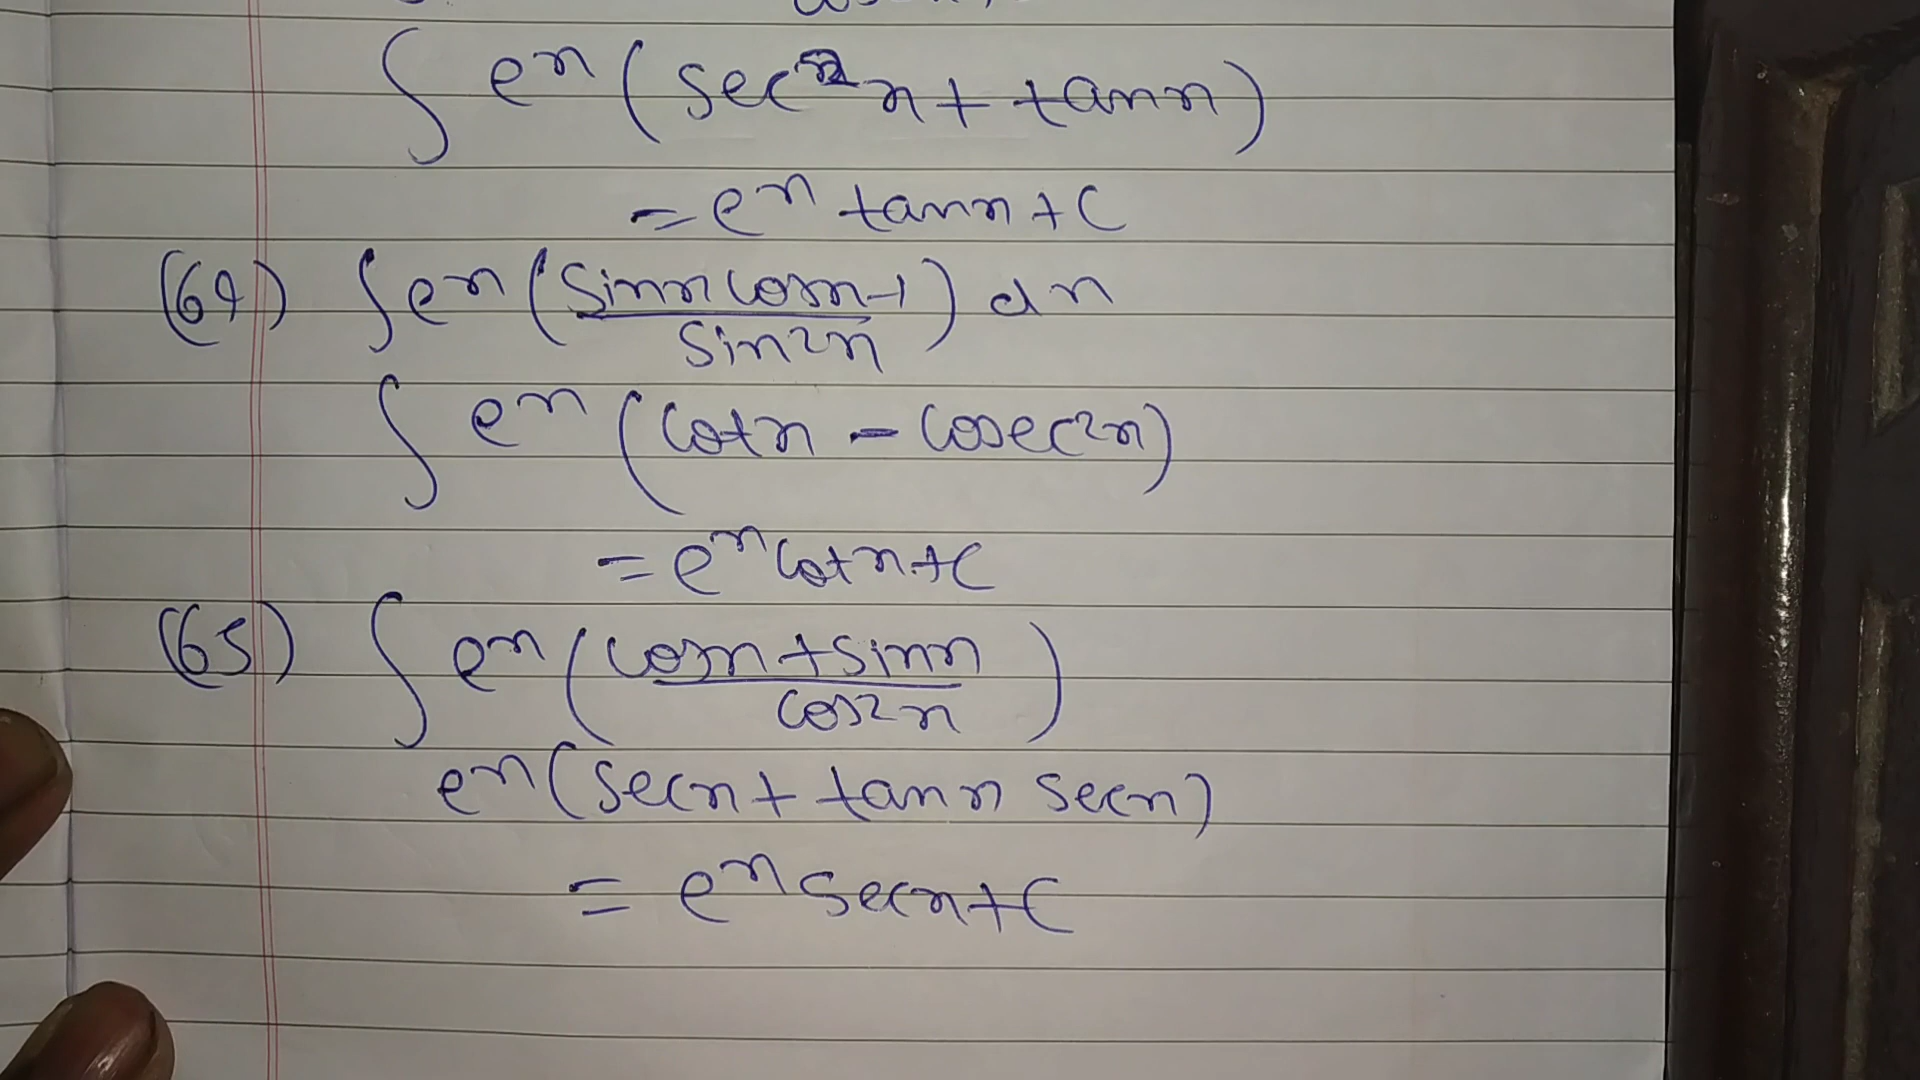 ∫ eˣ (sec²x + tanx)
= eˣ tanx + C
(64) ∫ eˣ (sinx cosx - 1 / sin²x) dx
∫ eˣ (cotx - cosec²x)
= eˣ cotx + C
(65) ∫ eˣ (cosx + sinx / cos²x)
eˣ (secx + tanx secx)
= eˣ secx + C